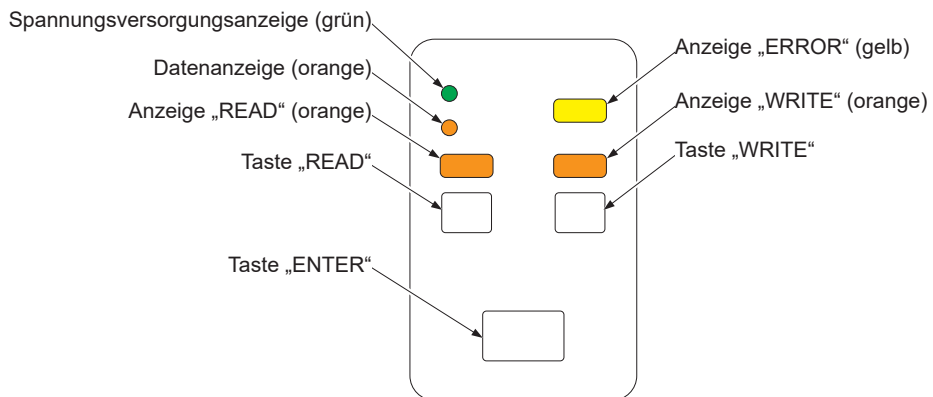 Spannungsversorgungsanzeige (grün)
Datenanzeige (orange)
Anzeige „READ“ (orange)
Taste „READ“
Taste „ENTER“
Anzeige „ERROR“ (gelb)
Anzeige „WRITE“ (orange)
Taste „WRITE“